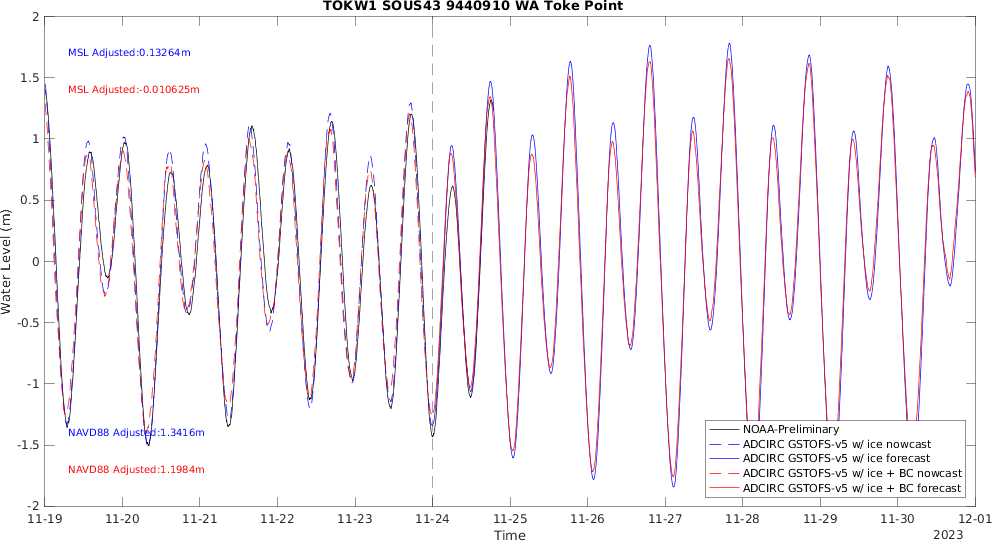 TOKW1 SOUS43 9440910 WA Toke Point
MSL Adjusted:0.13264m
MSL Adjusted:-0.010625m
NAVD88 Adjusted:1.3416m
NAVD88 Adjusted:1.1984m
Water Level (m)
2
1.5
1
0.5
0
-0.5
-1
-1.5
-2
NOAA-Preliminary
ADCIRC GSTOFS-v5 w/ ice nowcast
ADCIRC GSTOFS-v5 w/ ice forecast
ADCIRC GSTOFS-v5 w/ ice + BC nowcast
ADCIRC GSTOFS-v5 w/ ice + BC forecast
11-19 11-20 11-21 11-22 11-23 11-24 11-25 11-26 11-27 11-28 11-29 11-30 12-01
Time
2023